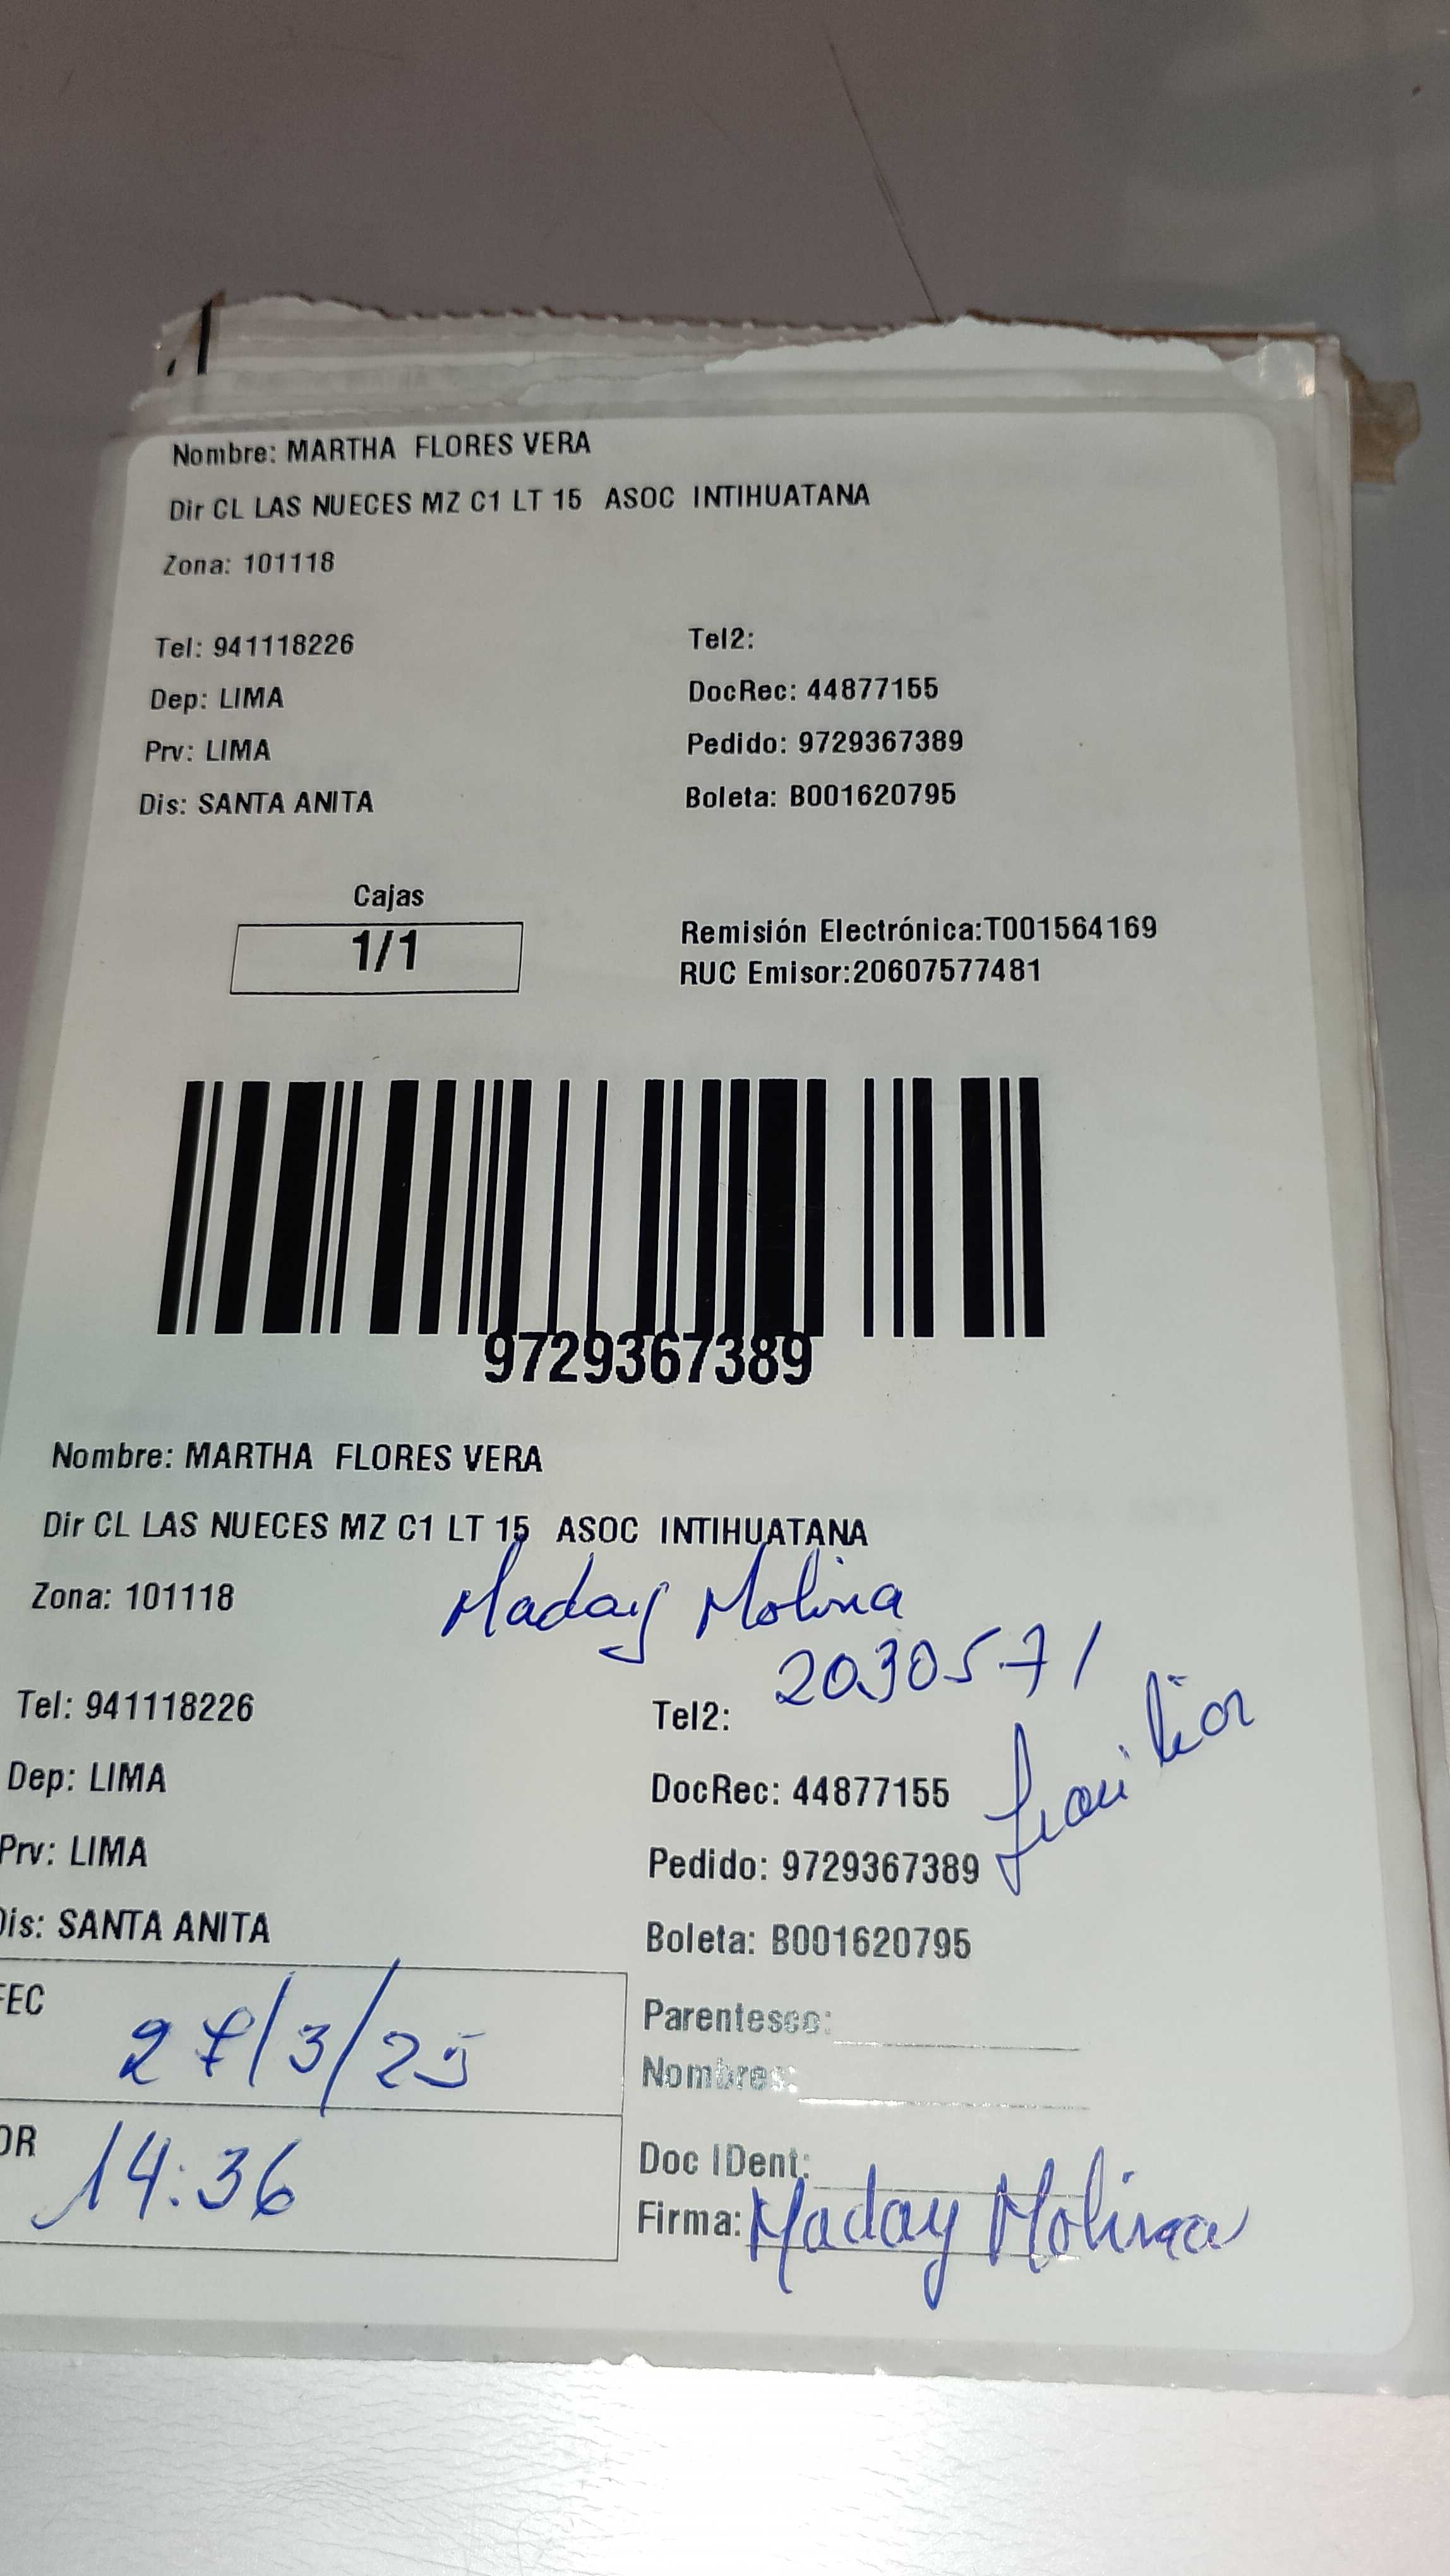 Nombre: MARTHA FLORES VERA
Dir CL LAS NUECES MZ C1 LT 15 ASOC INTIHUATANA
Zona: 101118
Tel: 941118226
Tel2:
Dep: LIMA
DocRec: 44877155
Prv: LIMA
Pedido: 9729367389
Dis: SANTA ANITA
Boleta: B001620795
Cajas
1/1
Remisión Electrónica:T001564169
RUC Emisor:20607577481
9729367389
Nombre: MARTHA FLORES VERA
Dir CL LAS NUECES MZ C1 LT 15 ASOC INTIHUATANA
Zona: 101118
Maday Molina
2030571
Tel: 941118226
Tel2:
Dep: LIMA
DocRec: 44877155
Prv: LIMA
Pedido: 9729367389
Dis: SANTA ANITA
Boleta: B001620795
FEC
27/3/25
Parentesco:
Nombres:
14:36
Doc IDent:
Firma: Maday Molina